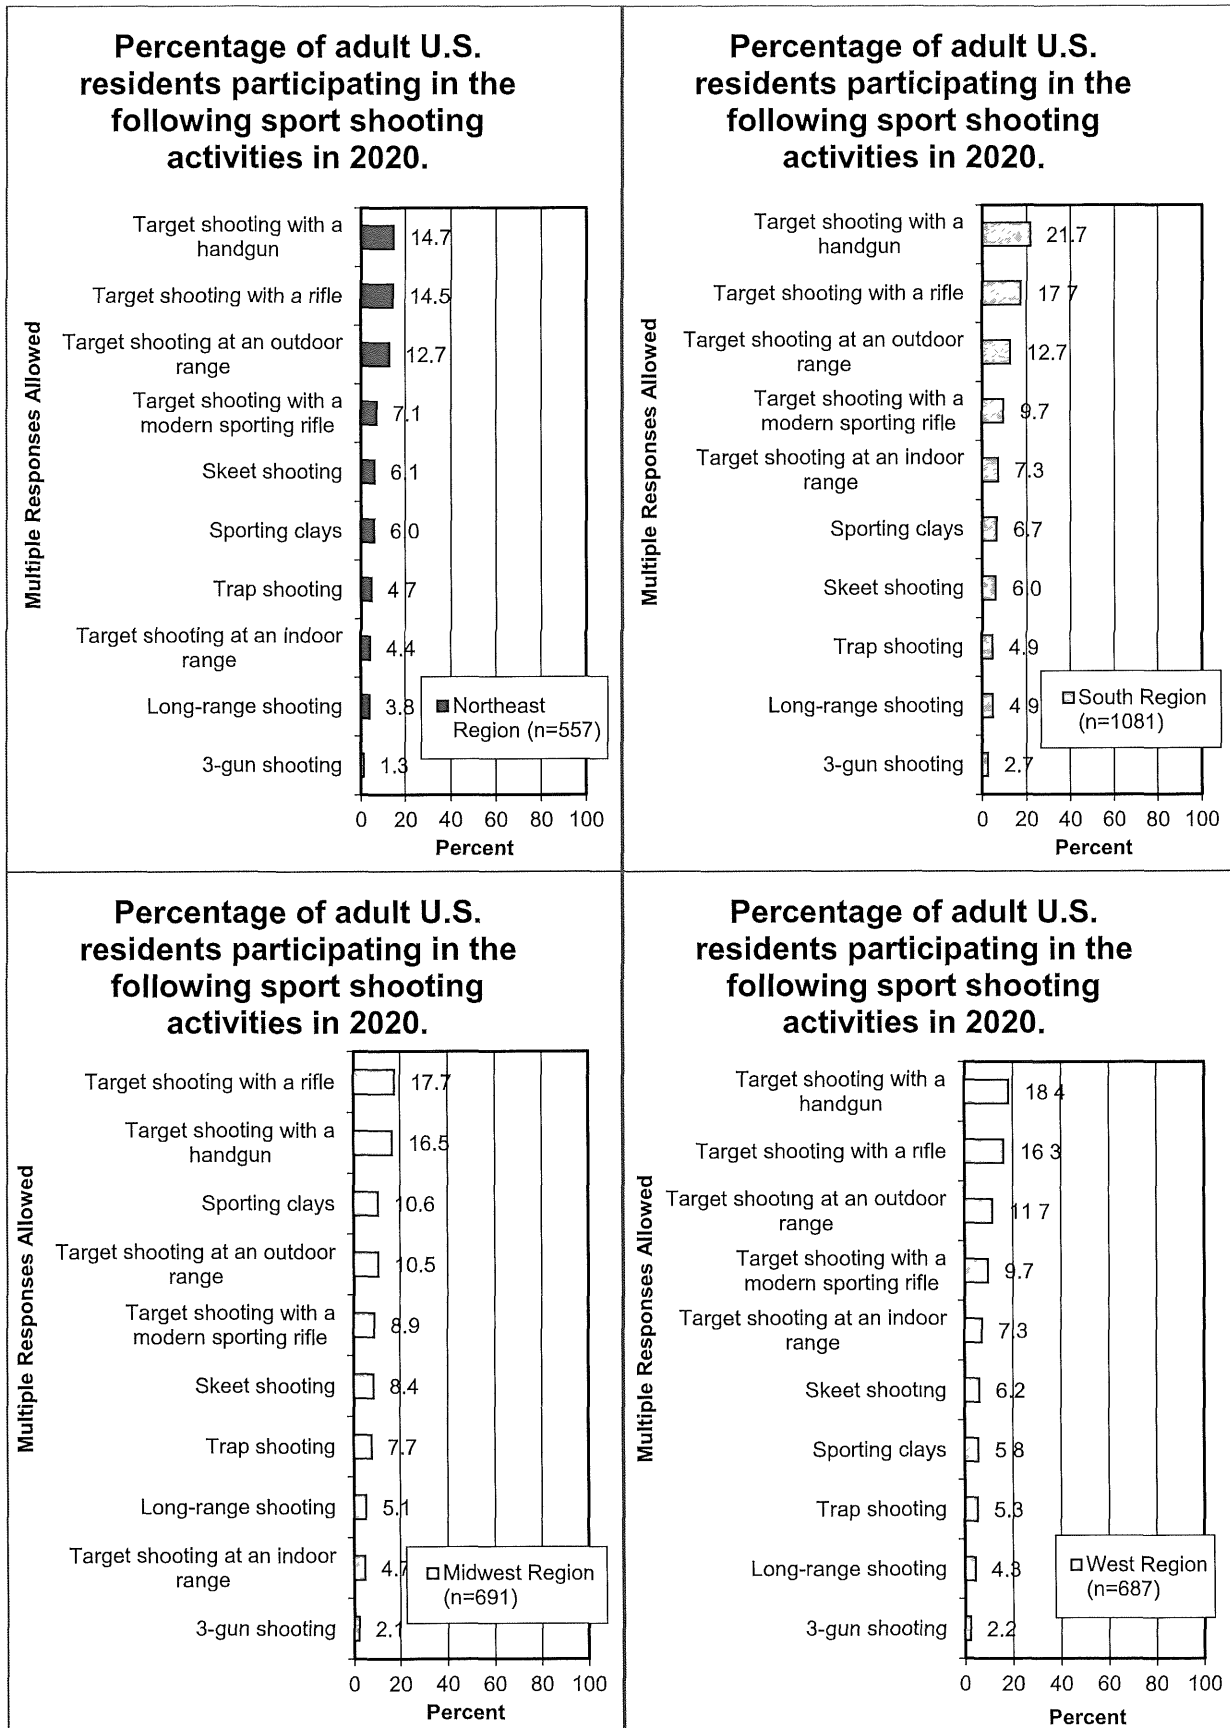 Percentage of adult U.S.
residents participating in the
following sport shooting
activities in 2020.
Multiple Responses Allowed
Target shooting with a
handgun
14.7
Target shooting with a rifle
14.5
Target shooting at an outdoor
range
12.7
Target shooting with a
modern sporting rifle
7.1
Skeet shooting
6.1
Sporting clays
6.0
Trap shooting
4.7
Target shooting at an indoor
range
4.4
Long-range shooting
3.8
3-gun shooting
1.3
Northeast
Region (n=557)
0 20 40 60 80 100
Percent
Percentage of adult U.S.
residents participating in the
following sport shooting
activities in 2020.
Multiple Responses Allowed
Target shooting with a
handgun
21.7
Target shooting with a rifle
17 7
Target shooting at an outdoor
range
12.7
Target shooting with a
modern sporting rifle
9.7
Target shooting at an indoor
range
7.3
Sporting clays
6.7
Skeet shooting
6.0
Trap shooting
4.9
Long-range shooting
4 9
3-gun shooting
2.7
South Region
(n=1081)
0 20 40 60 80 100
Percent
Percentage of adult U.S.
residents participating in the
following sport shooting
activities in 2020.
Multiple Responses Allowed
Target shooting with a rifle
17.7
Target shooting with a
handgun
16.5
Sporting clays
10.6
Target shooting at an outdoor
range
10.5
Target shooting with a
modern sporting rifle
8.9
Skeet shooting
8.4
Trap shooting
7.7
Long-range shooting
5.1
Target shooting at an indoor
range
4.7
3-gun shooting
2.1
Midwest Region
(n=691)
0 20 40 60 80 100
Percent
Percentage of adult U.S.
residents participating in the
following sport shooting
activities in 2020.
Multiple Responses Allowed
Target shooting with a
handgun
18 4
Target shooting with a rifle
16 3
Target shooting at an outdoor
range
11 7
Target shooting with a
modern sporting rifle
9.7
Target shooting at an indoor
range
7.3
Skeet shooting
6.2
Sporting clays
5 8
Trap shooting
5.3
Long-range shooting
4.3
3-gun shooting
2.2
West Region
(n=687)
0 20 40 60 80 100
Percent